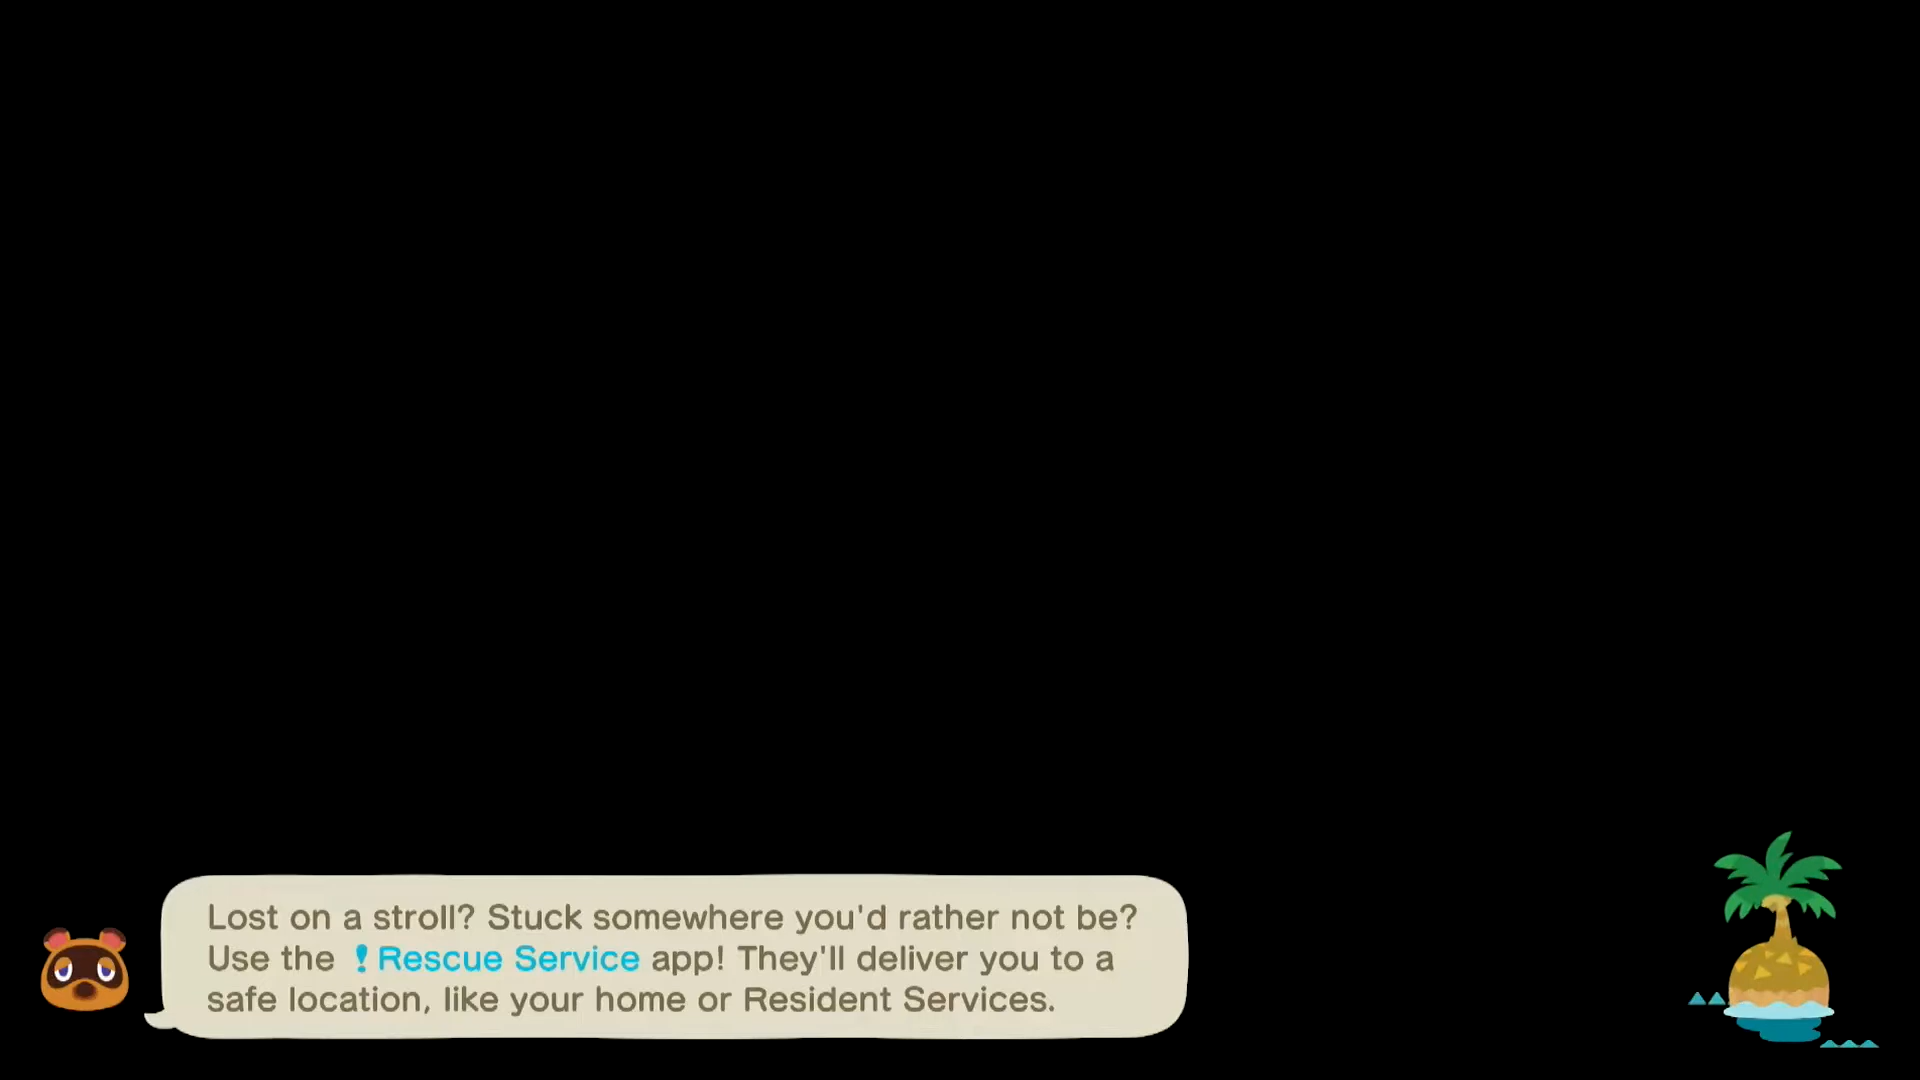 Lost on a stroll? Stuck somewhere you'd rather not be?
Use the ! Rescue Service app! They'll deliver you to a
safe location, like your home or Resident Services.